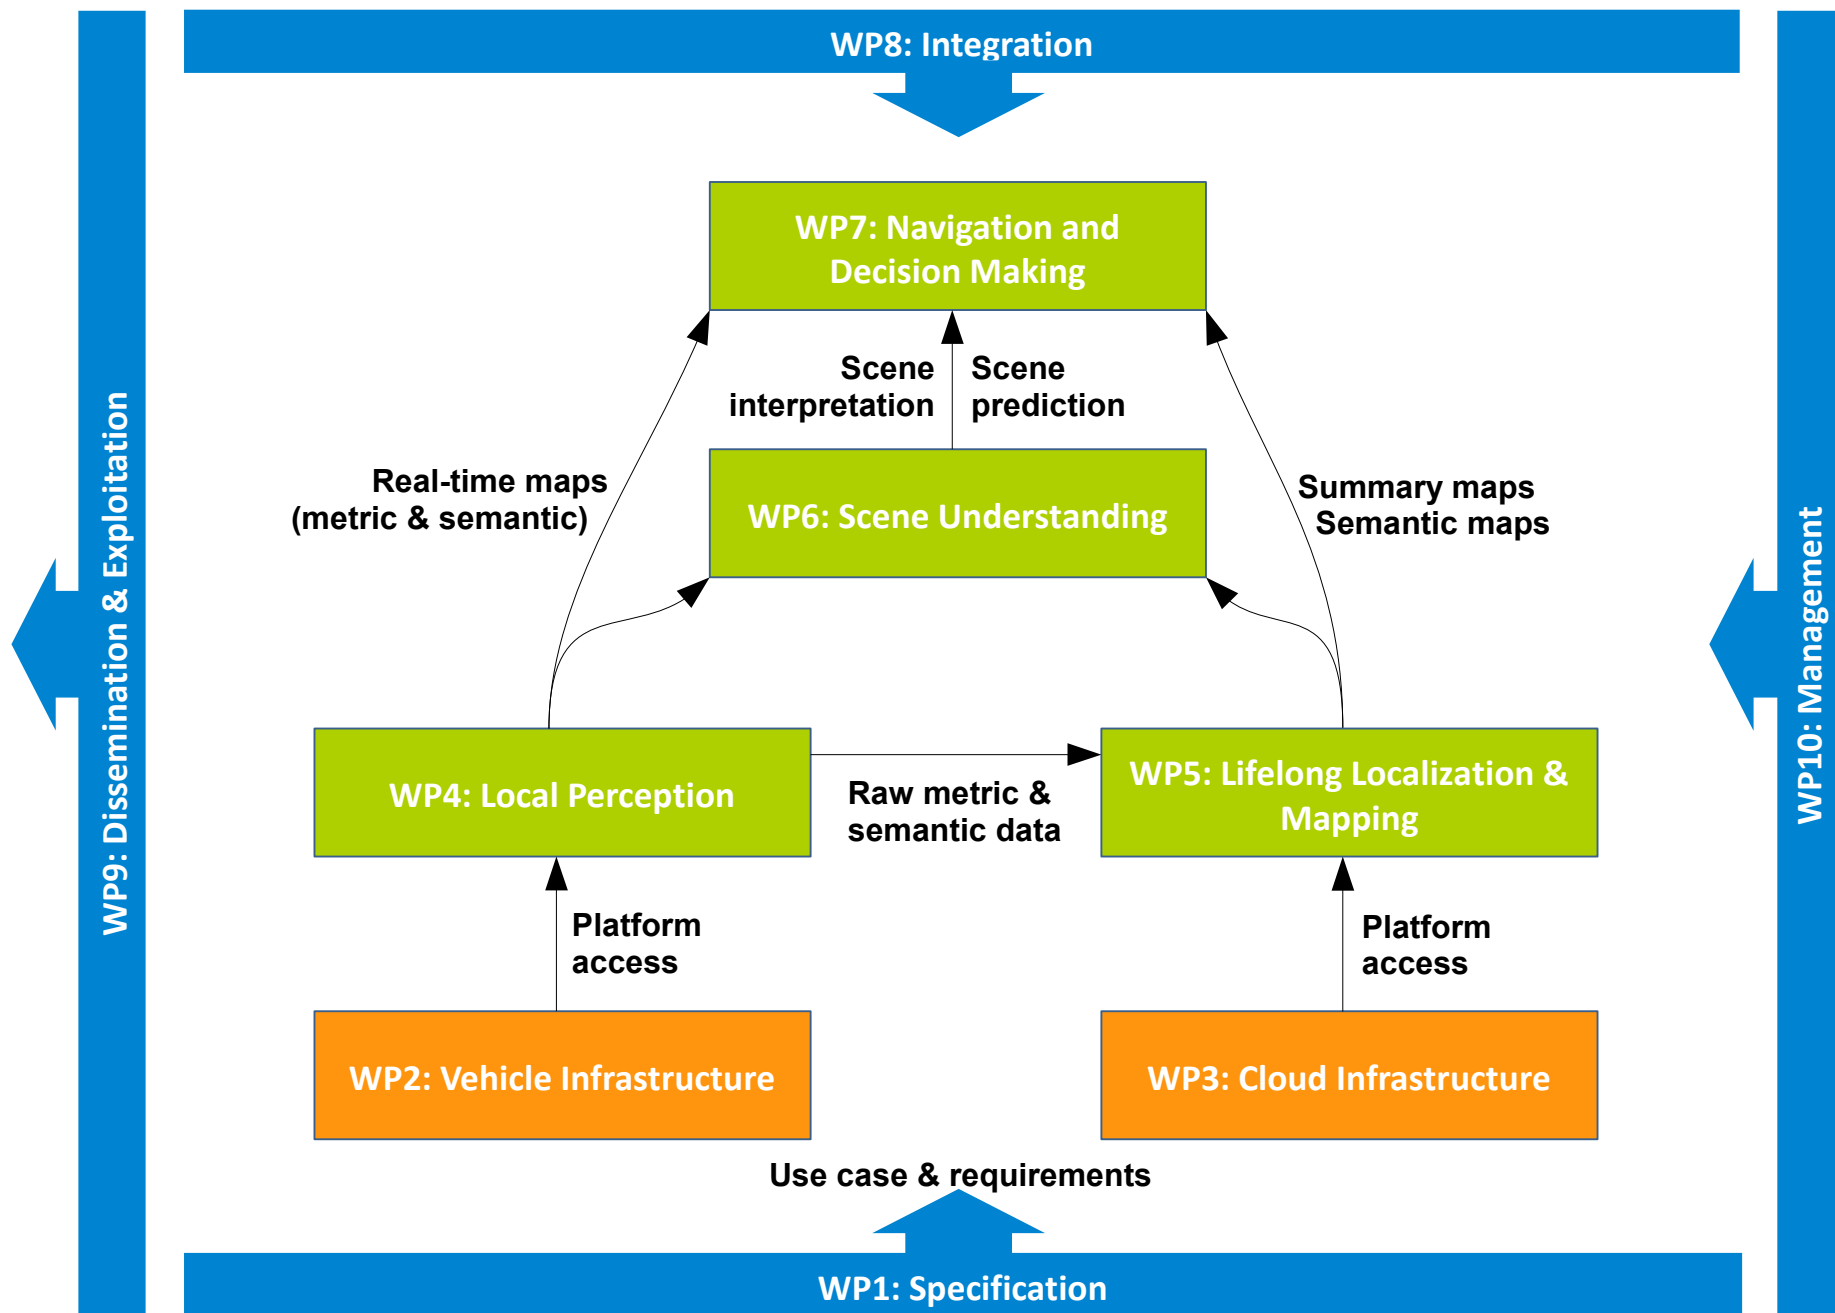 WP8: Integration
WP7: Navigation and
Decision Making
Scene
interpretation
Scene
prediction
Real-time maps
(metric & semantic)
Summary maps
Semantic maps
WP6: Scene Understanding
WP9: Dissemination & Exploitation
WP10: Management
WP4: Local Perception
Raw metric &
semantic data
WP5: Lifelong Localization &
Mapping
Platform
access
Platform
access
WP2: Vehicle Infrastructure
WP3: Cloud Infrastructure
Use case & requirements
WP1: Specification